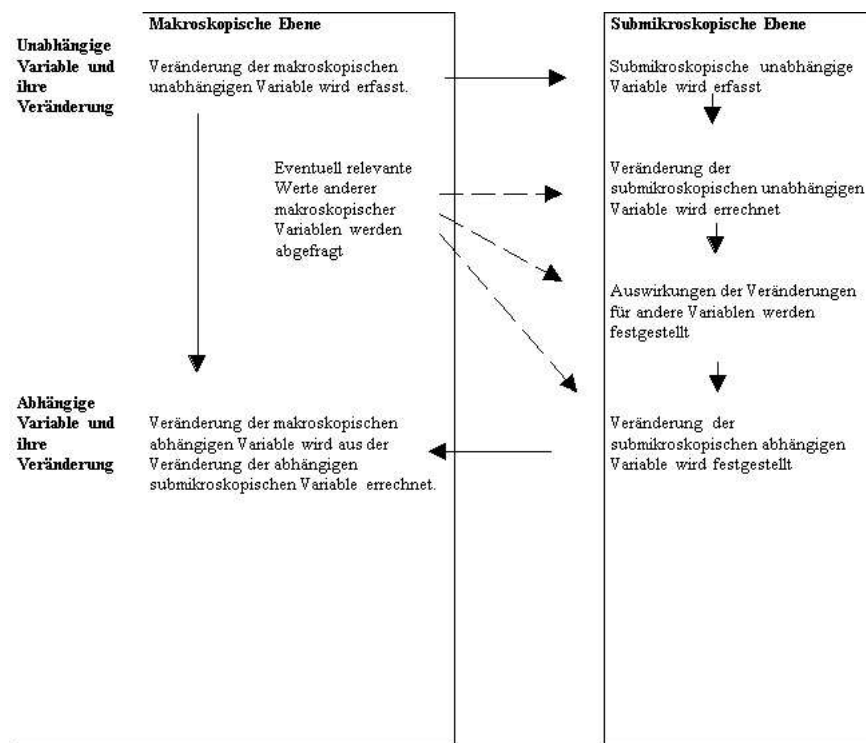 Makroskopische Ebene
Submikroskopische Ebene
Unabhängige
Variable und
ihre
Veränderung
Veränderung der makroskopischen
unabhängigen Variable wird erfasst.
Submikroskopische unabhängige
Variable wird erfasst
Eventuell relevante
Werte anderer
makroskopischer
Variablen werden
abgefragt
Veränderung der
submikroskopischen unabhängigen
Variable wird errechnet
Auswirkungen der Veränderungen
für andere Variablen werden
festgestellt
Abhängige
Variable und
ihre
Veränderung
Veränderung der makroskopischen
abhängigen Variable wird aus der
Veränderung der abhängigen
submikroskopischen Variable errechnet.
Veränderung der
submikroskopischen abhängigen
Variable wird festgestellt